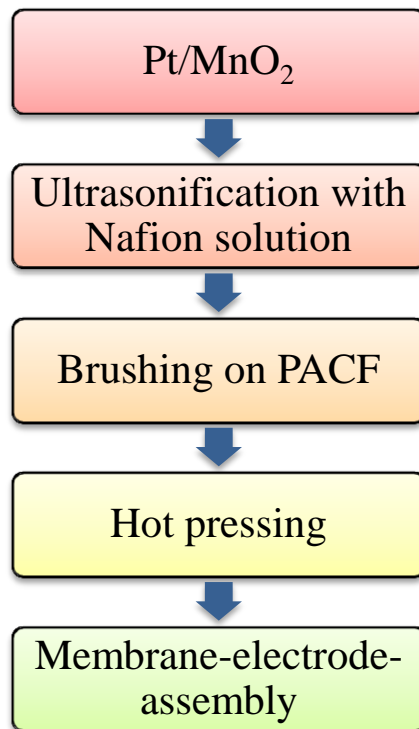 Pt/MnO₂
Ultrasonification with
Nafion solution
Brushing on PACF
Hot pressing
Membrane-electrode-
assembly